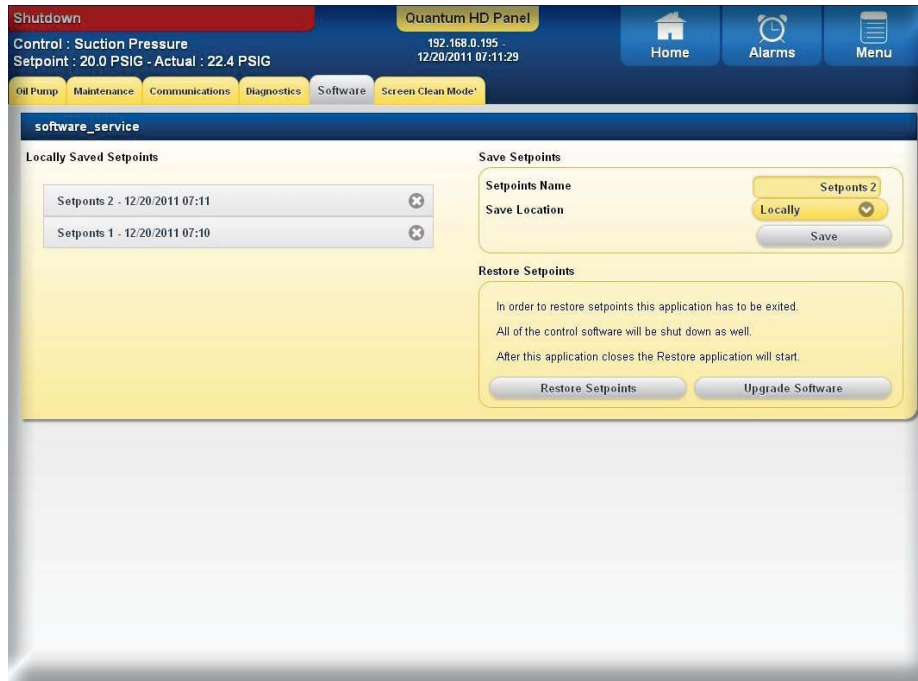 Shutdown
Quantum HD Panel
Control : Suction Pressure
Setpoint : 20.0 PSIG - Actual : 22.4 PSIG
192.168.0.195 -
12/20/2011 07:11:29
Home
Alarms
Menu
Oil Pump
Maintenance
Communications
Diagnostics
Software
Screen Clean Mode'
software_service
Locally Saved Setpoints
Setponts 2 - 12/20/2011 07:11
Setponts 1 - 12/20/2011 07:10
Save Setpoints
Setpoints Name
Setponts 2
Save Location
Locally
Save
Restore Setpoints
In order to restore setpoints this application has to be exited.
All of the control software will be shut down as well.
After this application closes the Restore application will start.
Restore Setpoints
Upgrade Software